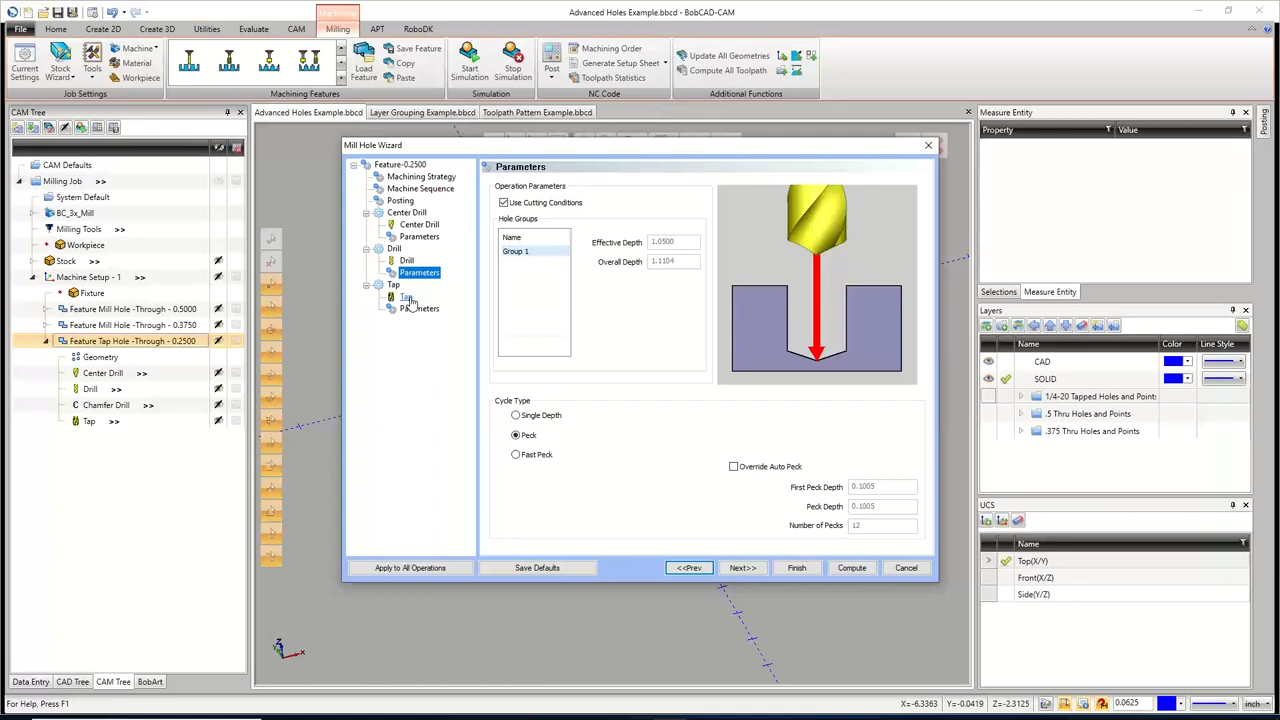 Advanced Holes Example.bbcd - BobCAD-CAM
Machining
File Home Create 2D Create 3D Utilities Evaluate CAM Milling APT RoboDK
Current Settings
Stock Wizard
Tools
Machine
Material
Workpiece
Load Feature
Save Feature
Copy
Paste
Start Simulation
Stop Simulation
Post
Machining Order
Generate Setup Sheet
Toolpath Statistics
Update All Geometries
Compute All Toolpath
Job Settings
Machining Features
Simulation
NC Code
Additional Functions
CAM Tree
CAM Defaults
Milling Job >>
System Default
BC_3x_Mill
Milling Tools >>
Workpiece
Stock >>
Machine Setup - 1 >>
Fixture
Feature Mill Hole -Through - 0.5000
Feature Mill Hole -Through - 0.3750
Feature Tap Hole -Through - 0.2500
Geometry
Center Drill >>
Drill >>
Chamfer Drill >>
Tap >>
Data Entry CAD Tree CAM Tree BobArt
Advanced Holes Example.bbcd Layer Grouping Example.bbcd Toolpath Pattern Example.bbcd
Mill Hole Wizard
Feature-0.2500
Machining Strategy
Machine Sequence
Posting
Center Drill
Center Drill
Parameters
Drill
Drill
Parameters
Tap
Tap
Parameters
Parameters
Operation Parameters
Use Cutting Conditions
Hole Groups
Name
Group 1
Effective Depth 1.0500
Overall Depth 1.1104
Cycle Type
Single Depth
Peck
Fast Peck
Override Auto Peck
First Peck Depth 0.1005
Peck Depth 0.1005
Number of Pecks 12
Apply to All Operations Save Defaults <<Prev Next>> Finish Compute Cancel
Z
X
Measure Entity
Property Value
Posting
Selections Measure Entity
Layers
Name Color Line Style
CAD
SOLID
1/4-20 Tapped Holes and Points
.5 Thru Holes and Points
.375 Thru Holes and Points
UCS
Name
Top(X/Y)
Front(X/Z)
Side(Y/Z)
For Help, Press F1
X=-6.3363 Y=-0.0419 Z=-2.3125 0.0625 inch